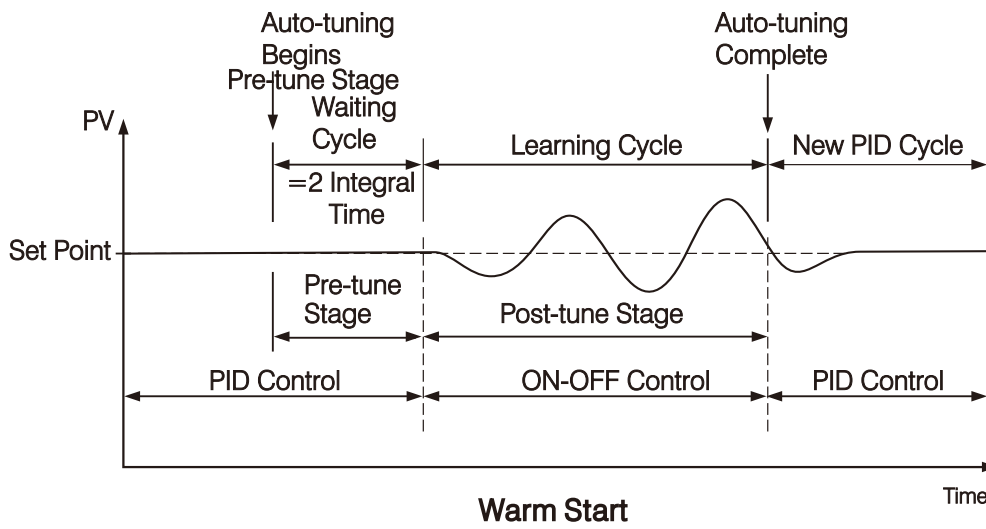 Auto-tuning
Begins
Pre-tune Stage
Waiting
Cycle
=2 Integral
Time
Auto-tuning
Complete
PV
Learning Cycle
New PID Cycle
Set Point
Pre-tune
Stage
Post-tune Stage
PID Control
ON-OFF Control
PID Control
Time
Warm Start